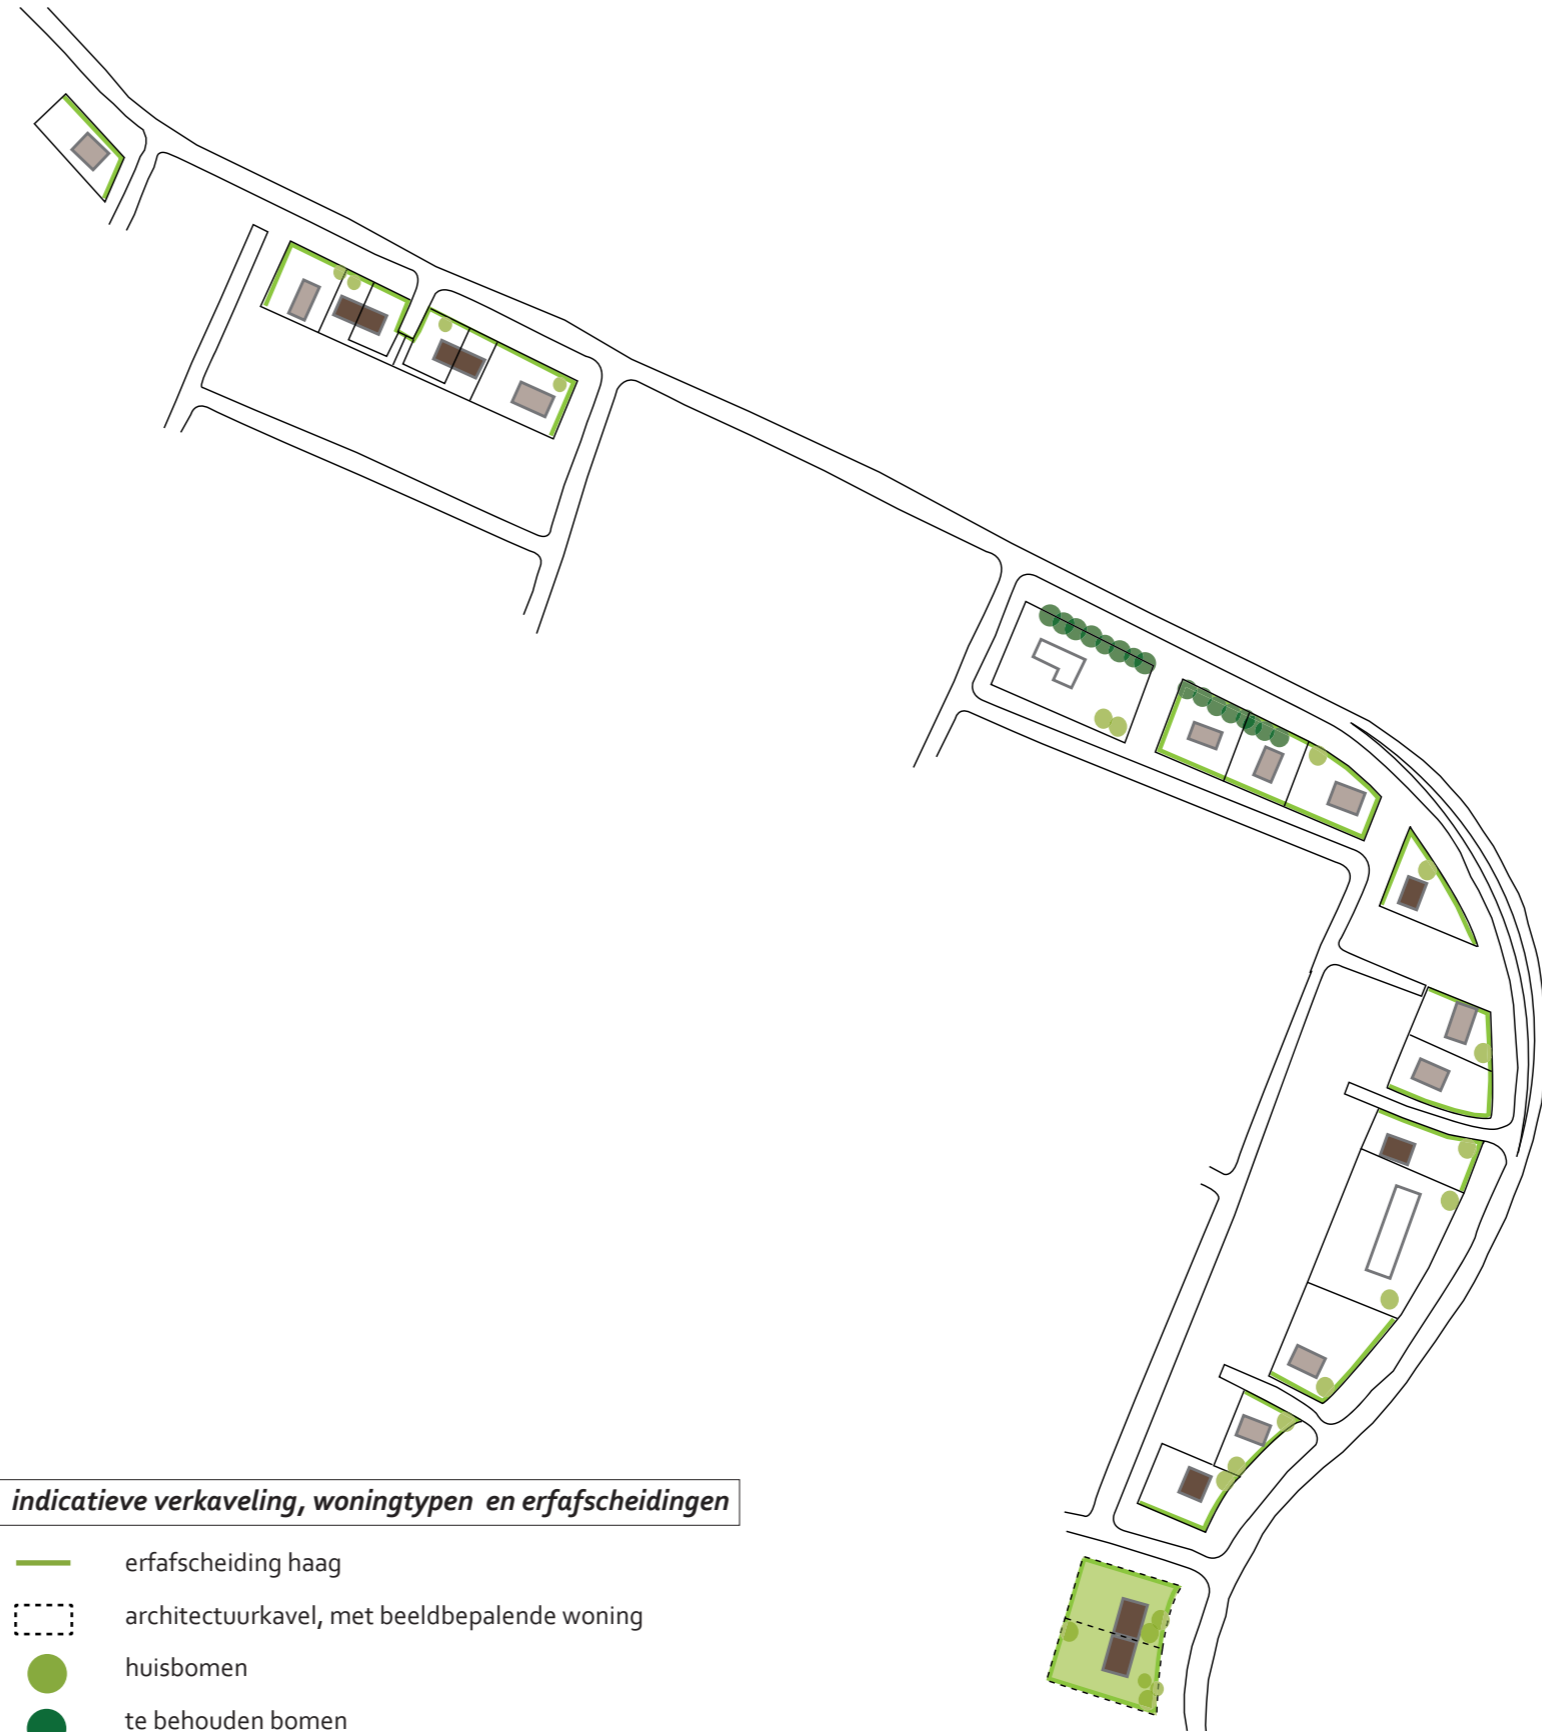 indicatieve verkaveling, woningtypen en erfafscheidingen
erfafscheiding haag
architectuurkavel, met beeldbepalende woning
huisbomen
te behouden bomen